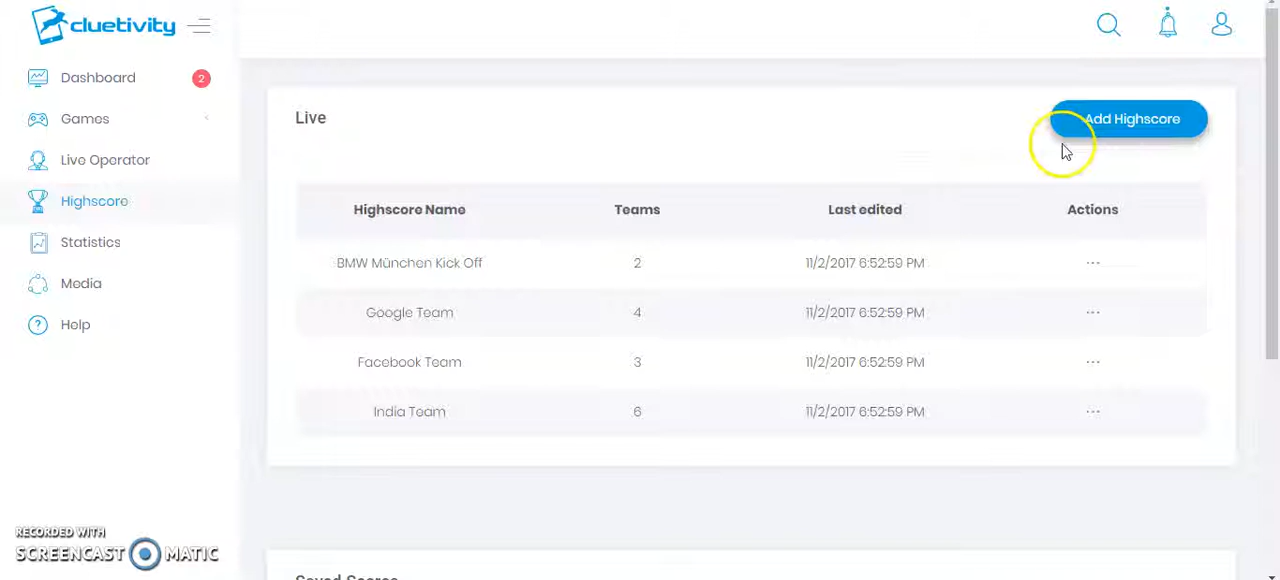 cluetivity
Dashboard 2
Games
Live Operator
Highscore
Statistics
Media
Help
Live
Add Highscore
Highscore Name Teams Last edited Actions
BMW München Kick Off 2 11/2/2017 6:52:59 PM ...
Google Team 4 11/2/2017 6:52:59 PM ...
Facebook Team 3 11/2/2017 6:52:59 PM ...
India Team 6 11/2/2017 6:52:59 PM ...
Saved Scores
RECORDED WITH
SCREENCAST MATIC